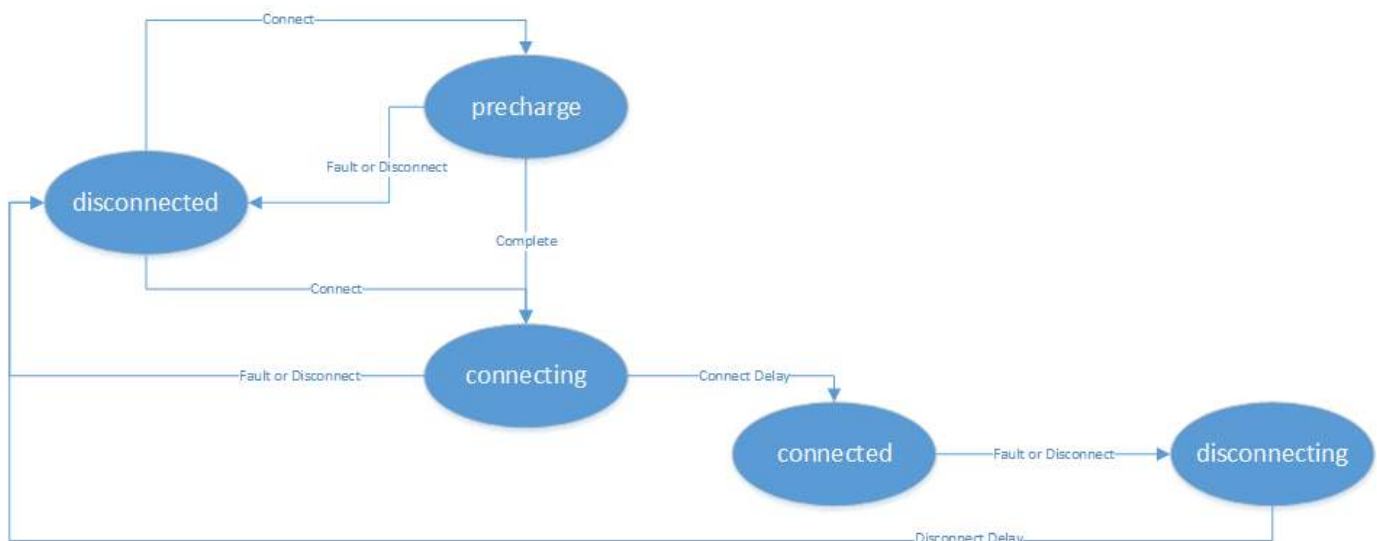 Connect
precharge
Fault or Disconnect
disconnected
Complete
Connect
Fault or Disconnect
connecting
Connect Delay
connected
Fault or Disconnect
disconnecting
Disconnect Delay